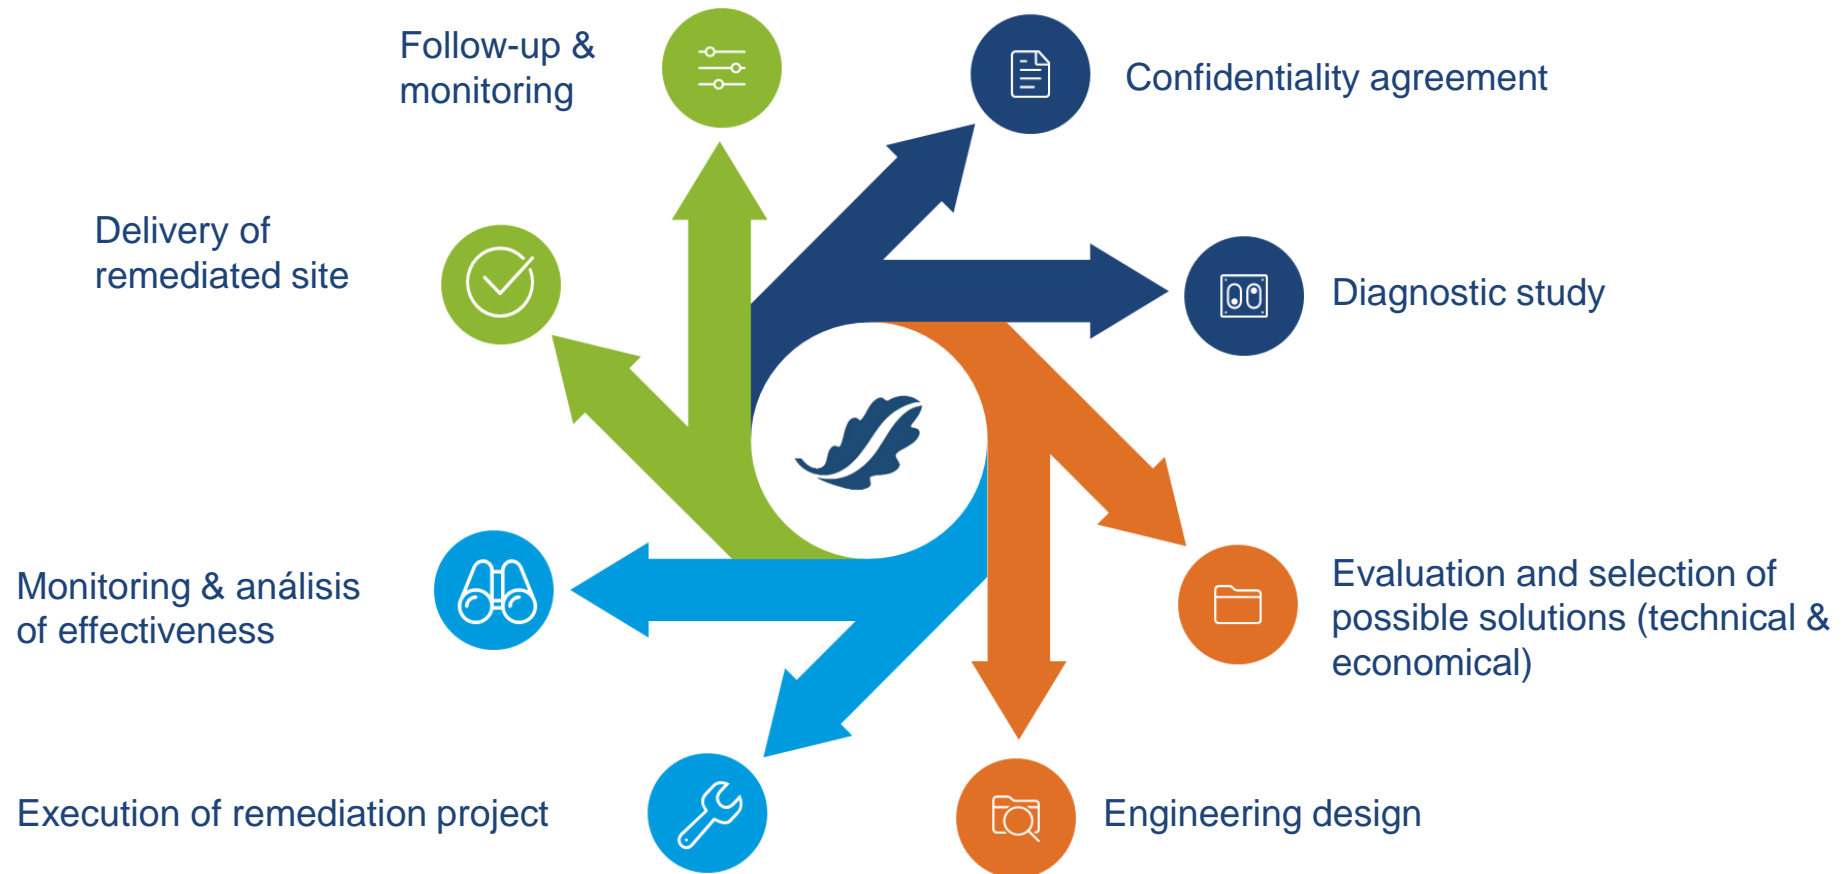 Follow-up &
monitoring
Confidentiality agreement
Delivery of
remediated site
Diagnostic study
Monitoring & análisis
of effectiveness
Evaluation and selection of
possible solutions (technical &
economical)
Execution of remediation project
Engineering design